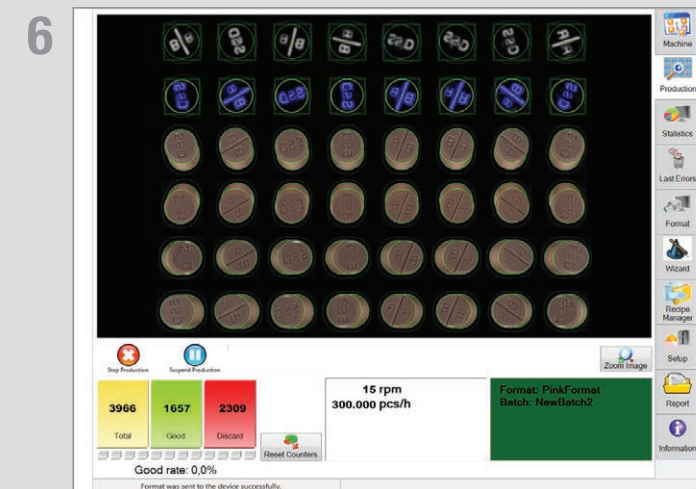 6
Machine
Production
Statistics
Last Errors
Format
Wizard
Recipe
Manager
Setup
Report
Information
Stop Production
Suspend Production
Zoom Image
3966
1657
2309
Total
Good
Discard
Reset Counters
15 rpm
300.000 pcs/h
Format: PinkFormat
Batch: NewBatch2
Good rate: 0,0%
Format was sent to the device successfully.